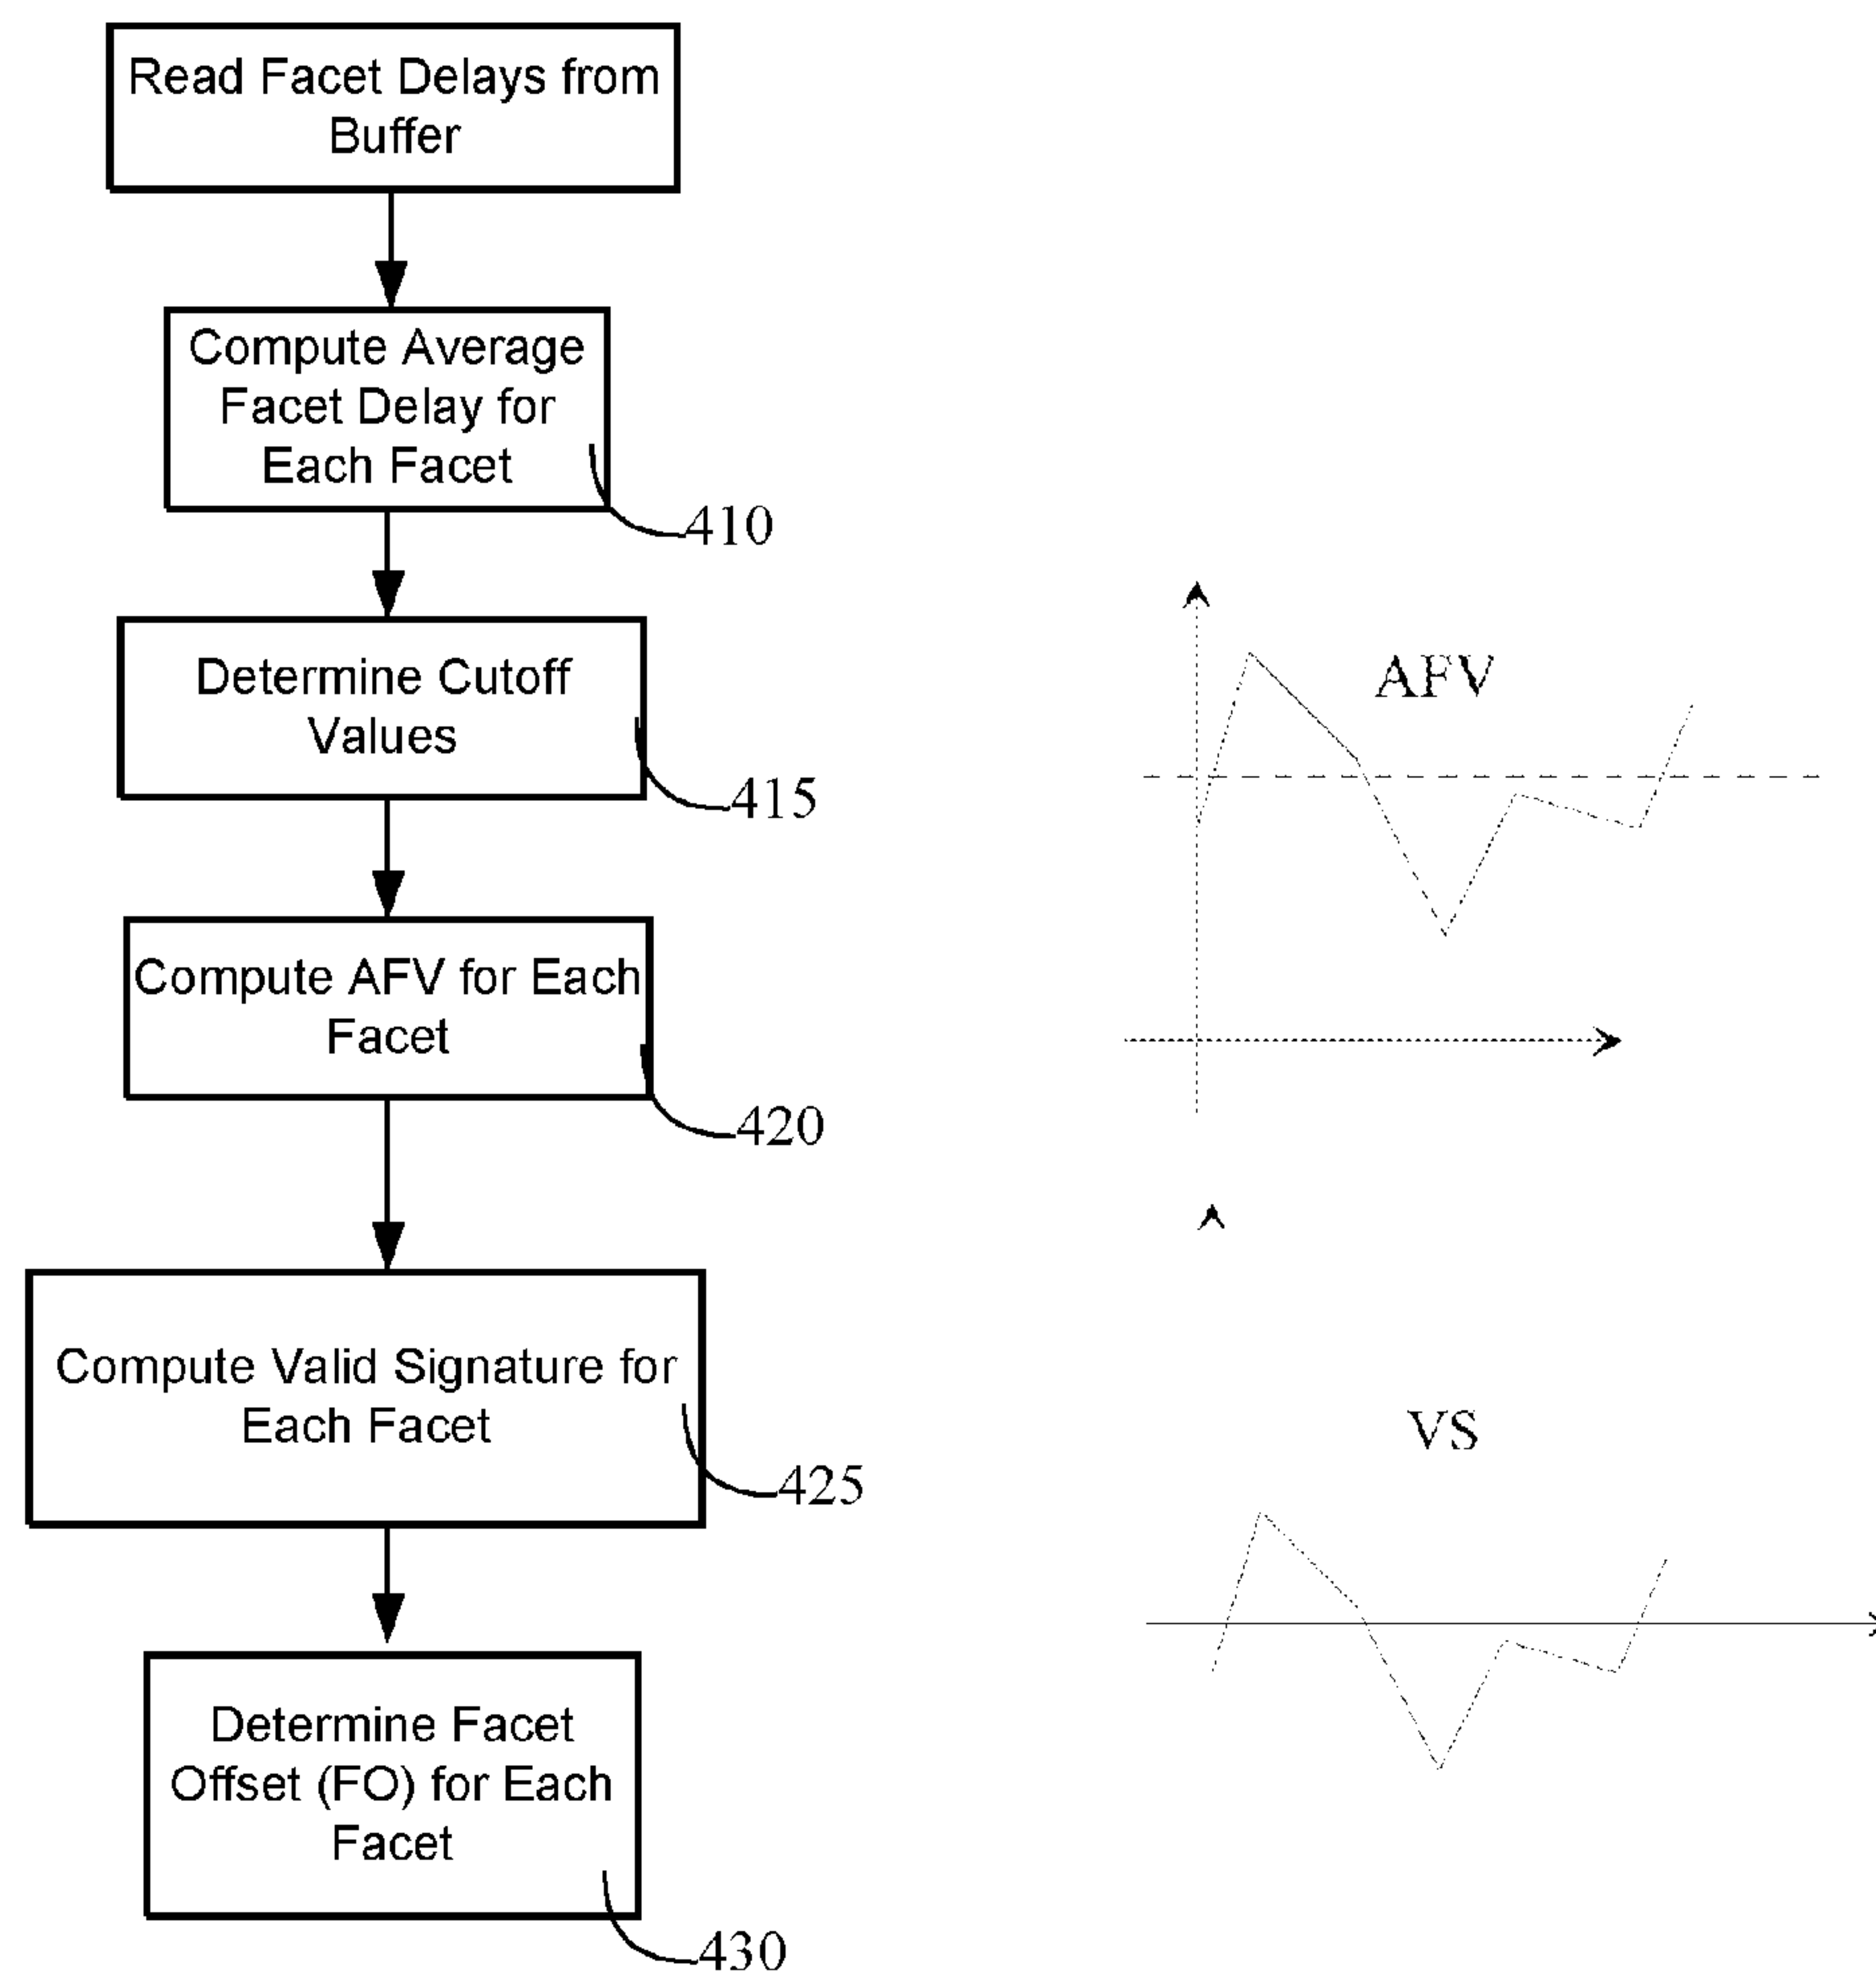 Read Facet Delays from
Buffer
Compute Average
Facet Delay for
Each Facet
410
Determine Cutoff
Values
415
AFV
Compute AFV for Each
Facet
420
Compute Valid Signature for
Each Facet
425
VS
Determine Facet
Offset (FO) for Each
Facet
430